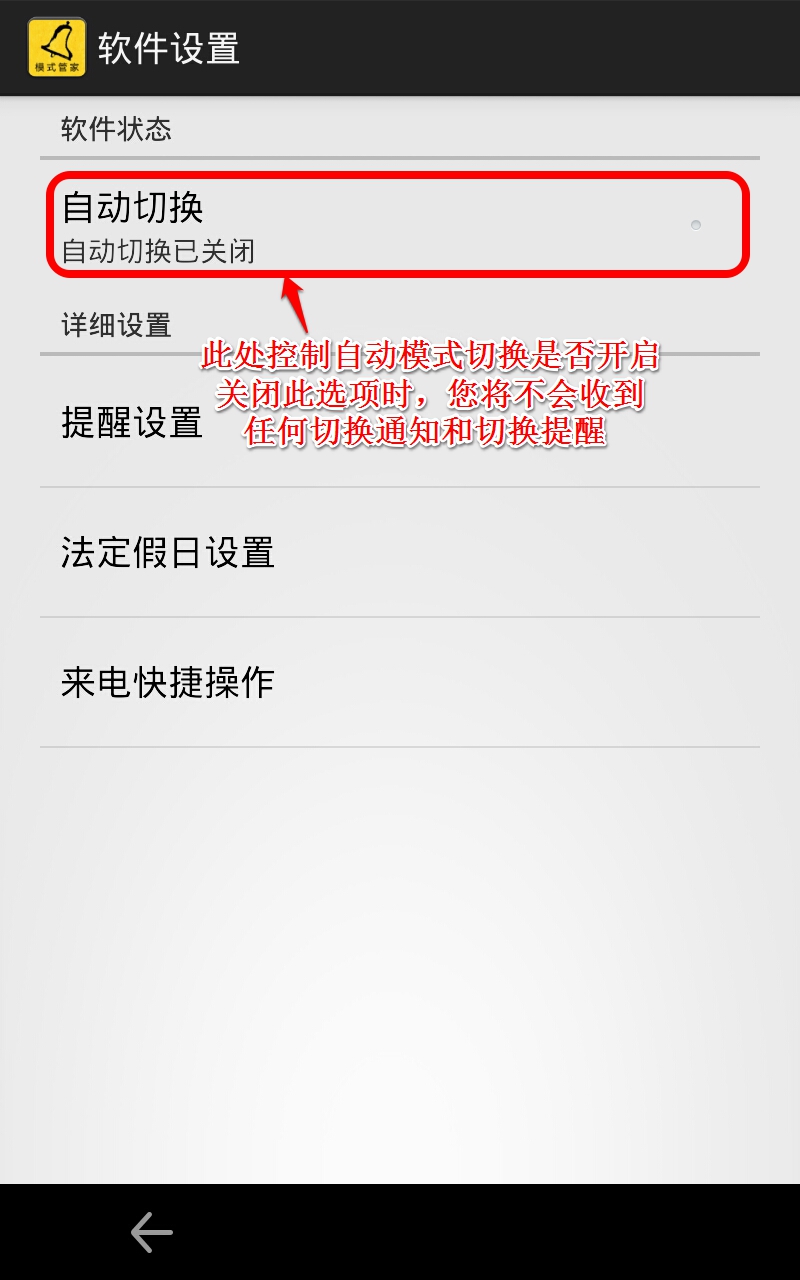 模式管家
软件设置
软件状态
自动切换
自动切换已关闭
详细设置
此处控制自动模式切换是否开启
关闭此选项时，您将不会收到
任何切换通知和切换提醒
提醒设置
法定假日设置
来电快捷操作